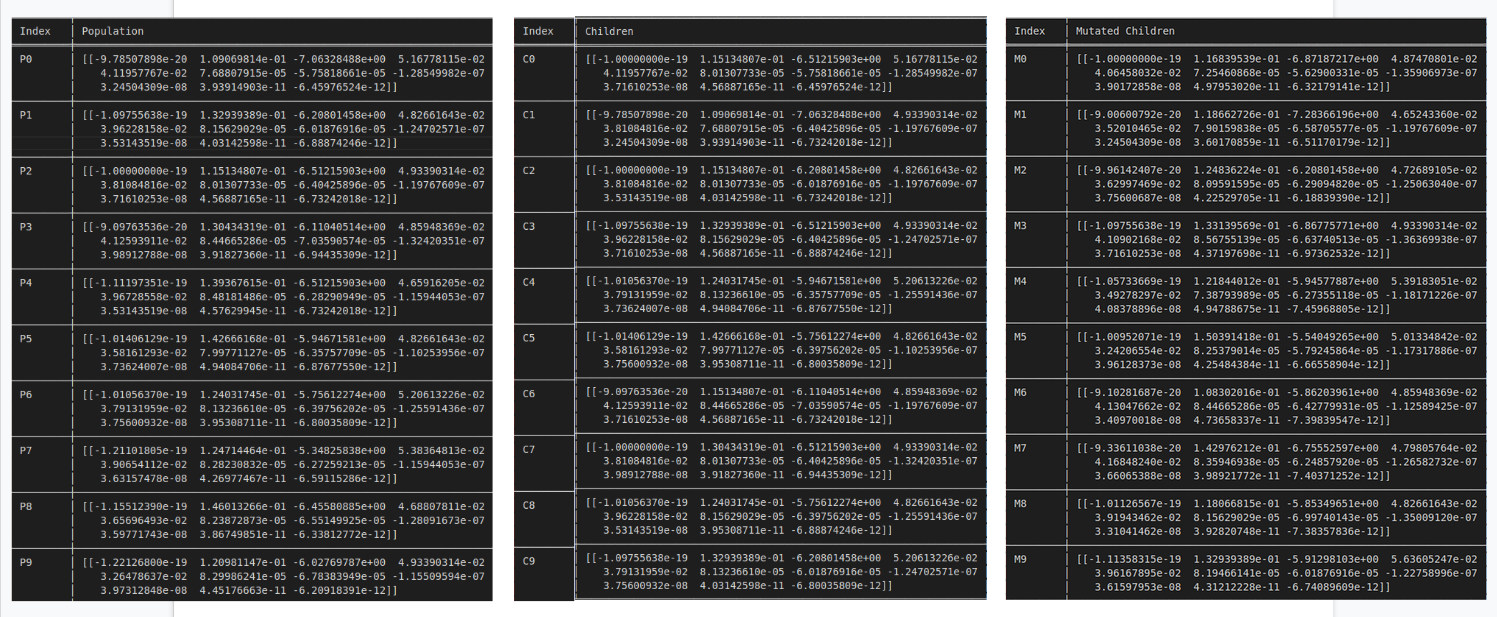 Index Population
P0 [[-9.78507898e-20 1.09069814e-01 -7.06328488e+00 5.16778115e-02
4.11957767e-02 7.68807915e-05 -5.75818661e-05 -1.28549982e-07
3.24504309e-08 3.93914903e-11 -6.45976524e-12]]
P1 [[-1.09755638e-19 1.32939389e-01 -6.20801458e+00 4.82661643e-02
3.96228158e-02 8.15629029e-05 -6.01876916e-05 -1.24702571e-07
3.53143519e-08 4.03142598e-11 -6.88874246e-12]]
P2 [[-1.00000000e-19 1.15134807e-01 -6.51215903e+00 4.93390314e-02
3.81084816e-02 8.01307733e-05 -6.40425896e-05 -1.19767609e-07
3.71610253e-08 4.56887165e-11 -6.73242018e-12]]
P3 [[-9.09763536e-20 1.30434319e-01 -6.11040514e+00 4.85948369e-02
4.12593911e-02 8.44665286e-05 -7.03590574e-05 -1.32420351e-07
3.98912788e-08 3.91827360e-11 -6.94435309e-12]]
P4 [[-1.11197351e-19 1.39367615e-01 -6.51215903e+00 4.65916205e-02
3.96728558e-02 8.48181486e-05 -6.28290949e-05 -1.15944053e-07
3.53143519e-08 4.57629945e-11 -6.73242018e-12]]
P5 [[-1.01406129e-19 1.42666168e-01 -5.94671581e+00 4.82661643e-02
3.58161293e-02 7.99771127e-05 -6.35757709e-05 -1.10253956e-07
3.73624007e-08 4.94084706e-11 -6.87677550e-12]]
P6 [[-1.01056370e-19 1.24031745e-01 -5.75612274e+00 5.20613226e-02
3.79131959e-02 8.13236610e-05 -6.39756202e-05 -1.25591436e-07
3.75600932e-08 3.95308711e-11 -6.80035809e-12]]
P7 [[-1.21101805e-19 1.24714464e-01 -5.34825838e+00 5.38364813e-02
3.90654112e-02 8.28230832e-05 -6.27259213e-05 -1.15944053e-07
3.63157478e-08 4.26977467e-11 -6.59115286e-12]]
P8 [[-1.15512390e-19 1.46013266e-01 -6.45580885e+00 4.68807811e-02
3.65696493e-02 8.23872873e-05 -6.55149925e-05 -1.28091673e-07
3.59771743e-08 3.86749851e-11 -6.33812772e-12]]
P9 [[-1.22126800e-19 1.20981147e-01 -6.02769787e+00 4.93390314e-02
3.26478637e-02 8.29986241e-05 -6.78383949e-05 -1.15509594e-07
3.97312848e-08 4.45176663e-11 -6.20918391e-12]]
Index Children
C0 [[-1.00000000e-19 1.15134807e-01 -6.51215903e+00 5.16778115e-02
4.11957767e-02 8.01307733e-05 -5.75818661e-05 -1.28549982e-07
3.71610253e-08 4.56887165e-11 -6.45976524e-12]]
C1 [[-9.78507898e-20 1.09069814e-01 -7.06328488e+00 4.93390314e-02
3.81084816e-02 7.68807915e-05 -6.40425896e-05 -1.19767609e-07
3.24504309e-08 3.93914903e-11 -6.73242018e-12]]
C2 [[-1.00000000e-19 1.15134807e-01 -6.20801458e+00 4.82661643e-02
3.81084816e-02 8.01307733e-05 -6.01876916e-05 -1.19767609e-07
3.53143519e-08 4.03142598e-11 -6.73242018e-12]]
C3 [[-1.09755638e-19 1.32939389e-01 -6.51215903e+00 4.93390314e-02
3.96228158e-02 8.15629029e-05 -6.40425896e-05 -1.24702571e-07
3.71610253e-08 4.56887165e-11 -6.88874246e-12]]
C4 [[-1.01056370e-19 1.24031745e-01 -5.94671581e+00 5.20613226e-02
3.79131959e-02 8.13236610e-05 -6.35757709e-05 -1.25591436e-07
3.73624007e-08 4.94084706e-11 -6.87677550e-12]]
C5 [[-1.01406129e-19 1.42666168e-01 -5.75612274e+00 4.82661643e-02
3.58161293e-02 7.99771127e-05 -6.39756202e-05 -1.10253956e-07
3.75600932e-08 3.95308711e-11 -6.80035809e-12]]
C6 [[-9.09763536e-20 1.15134807e-01 -6.11040514e+00 4.85948369e-02
4.12593911e-02 8.44665286e-05 -7.03590574e-05 -1.19767609e-07
3.71610253e-08 4.56887165e-11 -6.73242018e-12]]
C7 [[-1.00000000e-19 1.30434319e-01 -6.51215903e+00 4.93390314e-02
3.81084816e-02 8.01307733e-05 -6.40425896e-05 -1.32420351e-07
3.98912788e-08 3.91827360e-11 -6.94435309e-12]]
C8 [[-1.01056370e-19 1.24031745e-01 -5.75612274e+00 4.82661643e-02
3.96228158e-02 8.15629029e-05 -6.39756202e-05 -1.25591436e-07
3.53143519e-08 3.95308711e-11 -6.88874246e-12]]
C9 [[-1.09755638e-19 1.32939389e-01 -6.20801458e+00 5.20613226e-02
3.79131959e-02 8.13236610e-05 -6.01876916e-05 -1.24702571e-07
3.75600932e-08 4.03142598e-11 -6.80035809e-12]]
Index Mutated Children
M0 [[-1.00000000e-19 1.16839539e-01 -6.87187217e+00 4.87470801e-02
4.06458032e-02 7.25460868e-05 -5.62900331e-05 -1.35906973e-07
3.90172858e-08 4.97953020e-11 -6.32179141e-12]]
M1 [[-9.00600792e-20 1.18662726e-01 -7.28366196e+00 4.65243360e-02
3.52010465e-02 7.90159838e-05 -6.58705577e-05 -1.19767609e-07
3.24504309e-08 3.60170859e-11 -6.51170179e-12]]
M2 [[-9.96142407e-20 1.24836224e-01 -6.20801458e+00 4.72689105e-02
3.62997469e-02 8.09591595e-05 -6.29094820e-05 -1.25063040e-07
3.75600687e-08 4.22529705e-11 -6.18839390e-12]]
M3 [[-1.09755638e-19 1.33139569e-01 -6.86775771e+00 4.93390314e-02
4.10902168e-02 8.56755139e-05 -6.63740513e-05 -1.36369938e-07
3.71610253e-08 4.37197698e-11 -6.97362532e-12]]
M4 [[-1.05733669e-19 1.21844012e-01 -5.94577887e+00 5.39183051e-02
3.49278297e-02 7.38793989e-05 -6.27355118e-05 -1.18171226e-07
4.08378896e-08 4.94788675e-11 -7.45968805e-12]]
M5 [[-1.00952071e-19 1.50391418e-01 -5.54049265e+00 5.01334842e-02
3.24206554e-02 8.25379014e-05 -5.79245864e-05 -1.17317886e-07
3.96128373e-08 4.25484384e-11 -6.66558904e-12]]
M6 [[-9.10281687e-20 1.08302016e-01 -5.86203961e+00 4.85948369e-02
4.13047662e-02 8.44665286e-05 -6.42779931e-05 -1.12589425e-07
3.40970018e-08 4.73658337e-11 -7.39839547e-12]]
M7 [[-9.33611038e-20 1.42976212e-01 -6.75552597e+00 4.79805764e-02
4.16848240e-02 8.35946938e-05 -6.24857920e-05 -1.26582732e-07
3.66065388e-08 3.98921772e-11 -7.40371252e-12]]
M8 [[-1.01126567e-19 1.18066815e-01 -5.85349651e+00 4.82661643e-02
3.91943462e-02 8.15629029e-05 -6.99740143e-05 -1.35009120e-07
3.31041462e-08 3.92820748e-11 -7.38357836e-12]]
M9 [[-1.11358315e-19 1.32939389e-01 -5.91298103e+00 5.63605247e-02
3.96167895e-02 8.19466141e-05 -6.01876916e-05 -1.22758996e-07
3.61597953e-08 4.31212228e-11 -6.74089609e-12]]